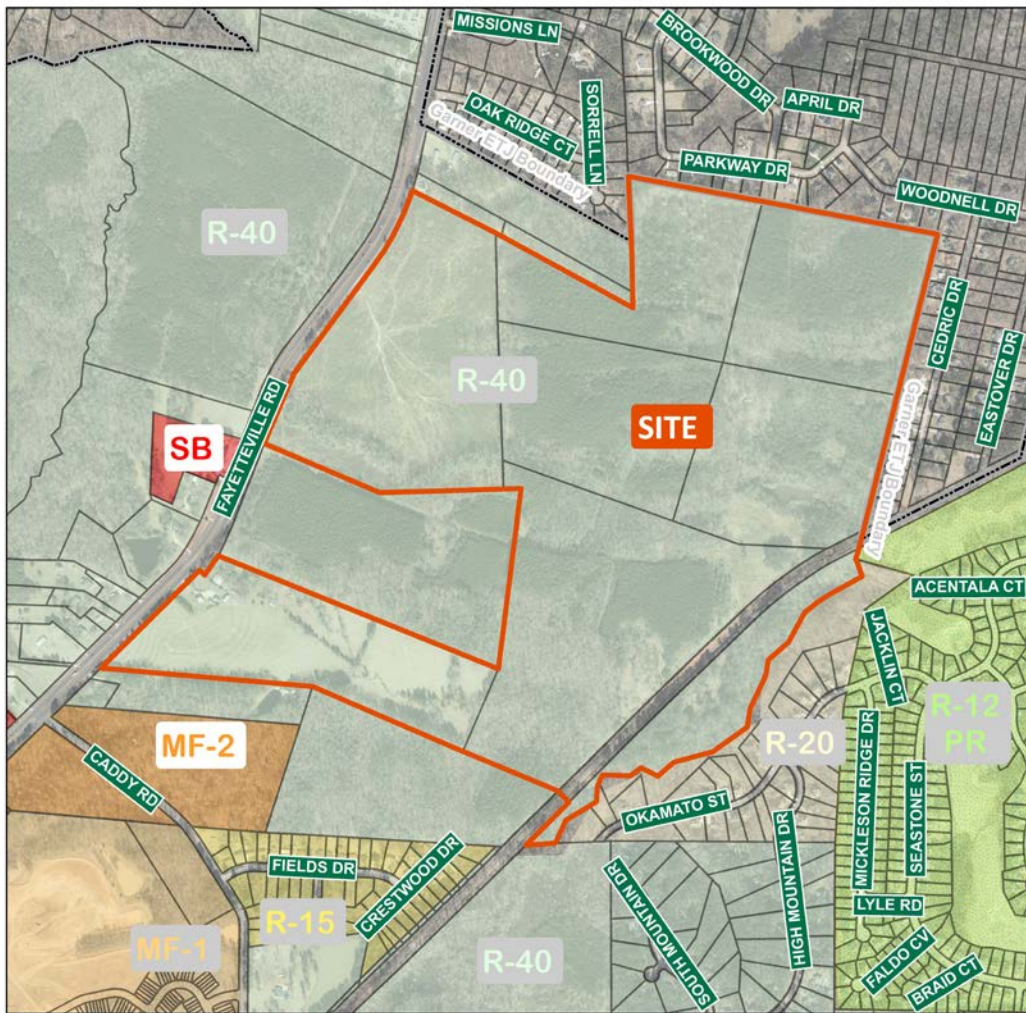 MISSIONS LN
BROOKWOOD DR
APRIL DR
OAK RIDGE CT
SORRELL LN
Garner ETJ Boundary
PARKWAY DR
WOODNELL DR
R-40
CEDRIC DR
EASTOVER DR
R-40
SITE
SB
FAYETTEVILLE RD
Garner ETJ Boundary
ACENTALA CT
JACKLIN CT
R-12
PR
MF-2
R-20
CADDY RD
MICKLESON RIDGE DR
SEASTONE ST
OKAMATO ST
HIGH MOUNTAIN DR
FIELDS DR
CRESTWOOD DR
LYLE RD
R-15
SOUTH MOUNTAIN DR
FALDO CV
BRAID CT
MF-1
R-40